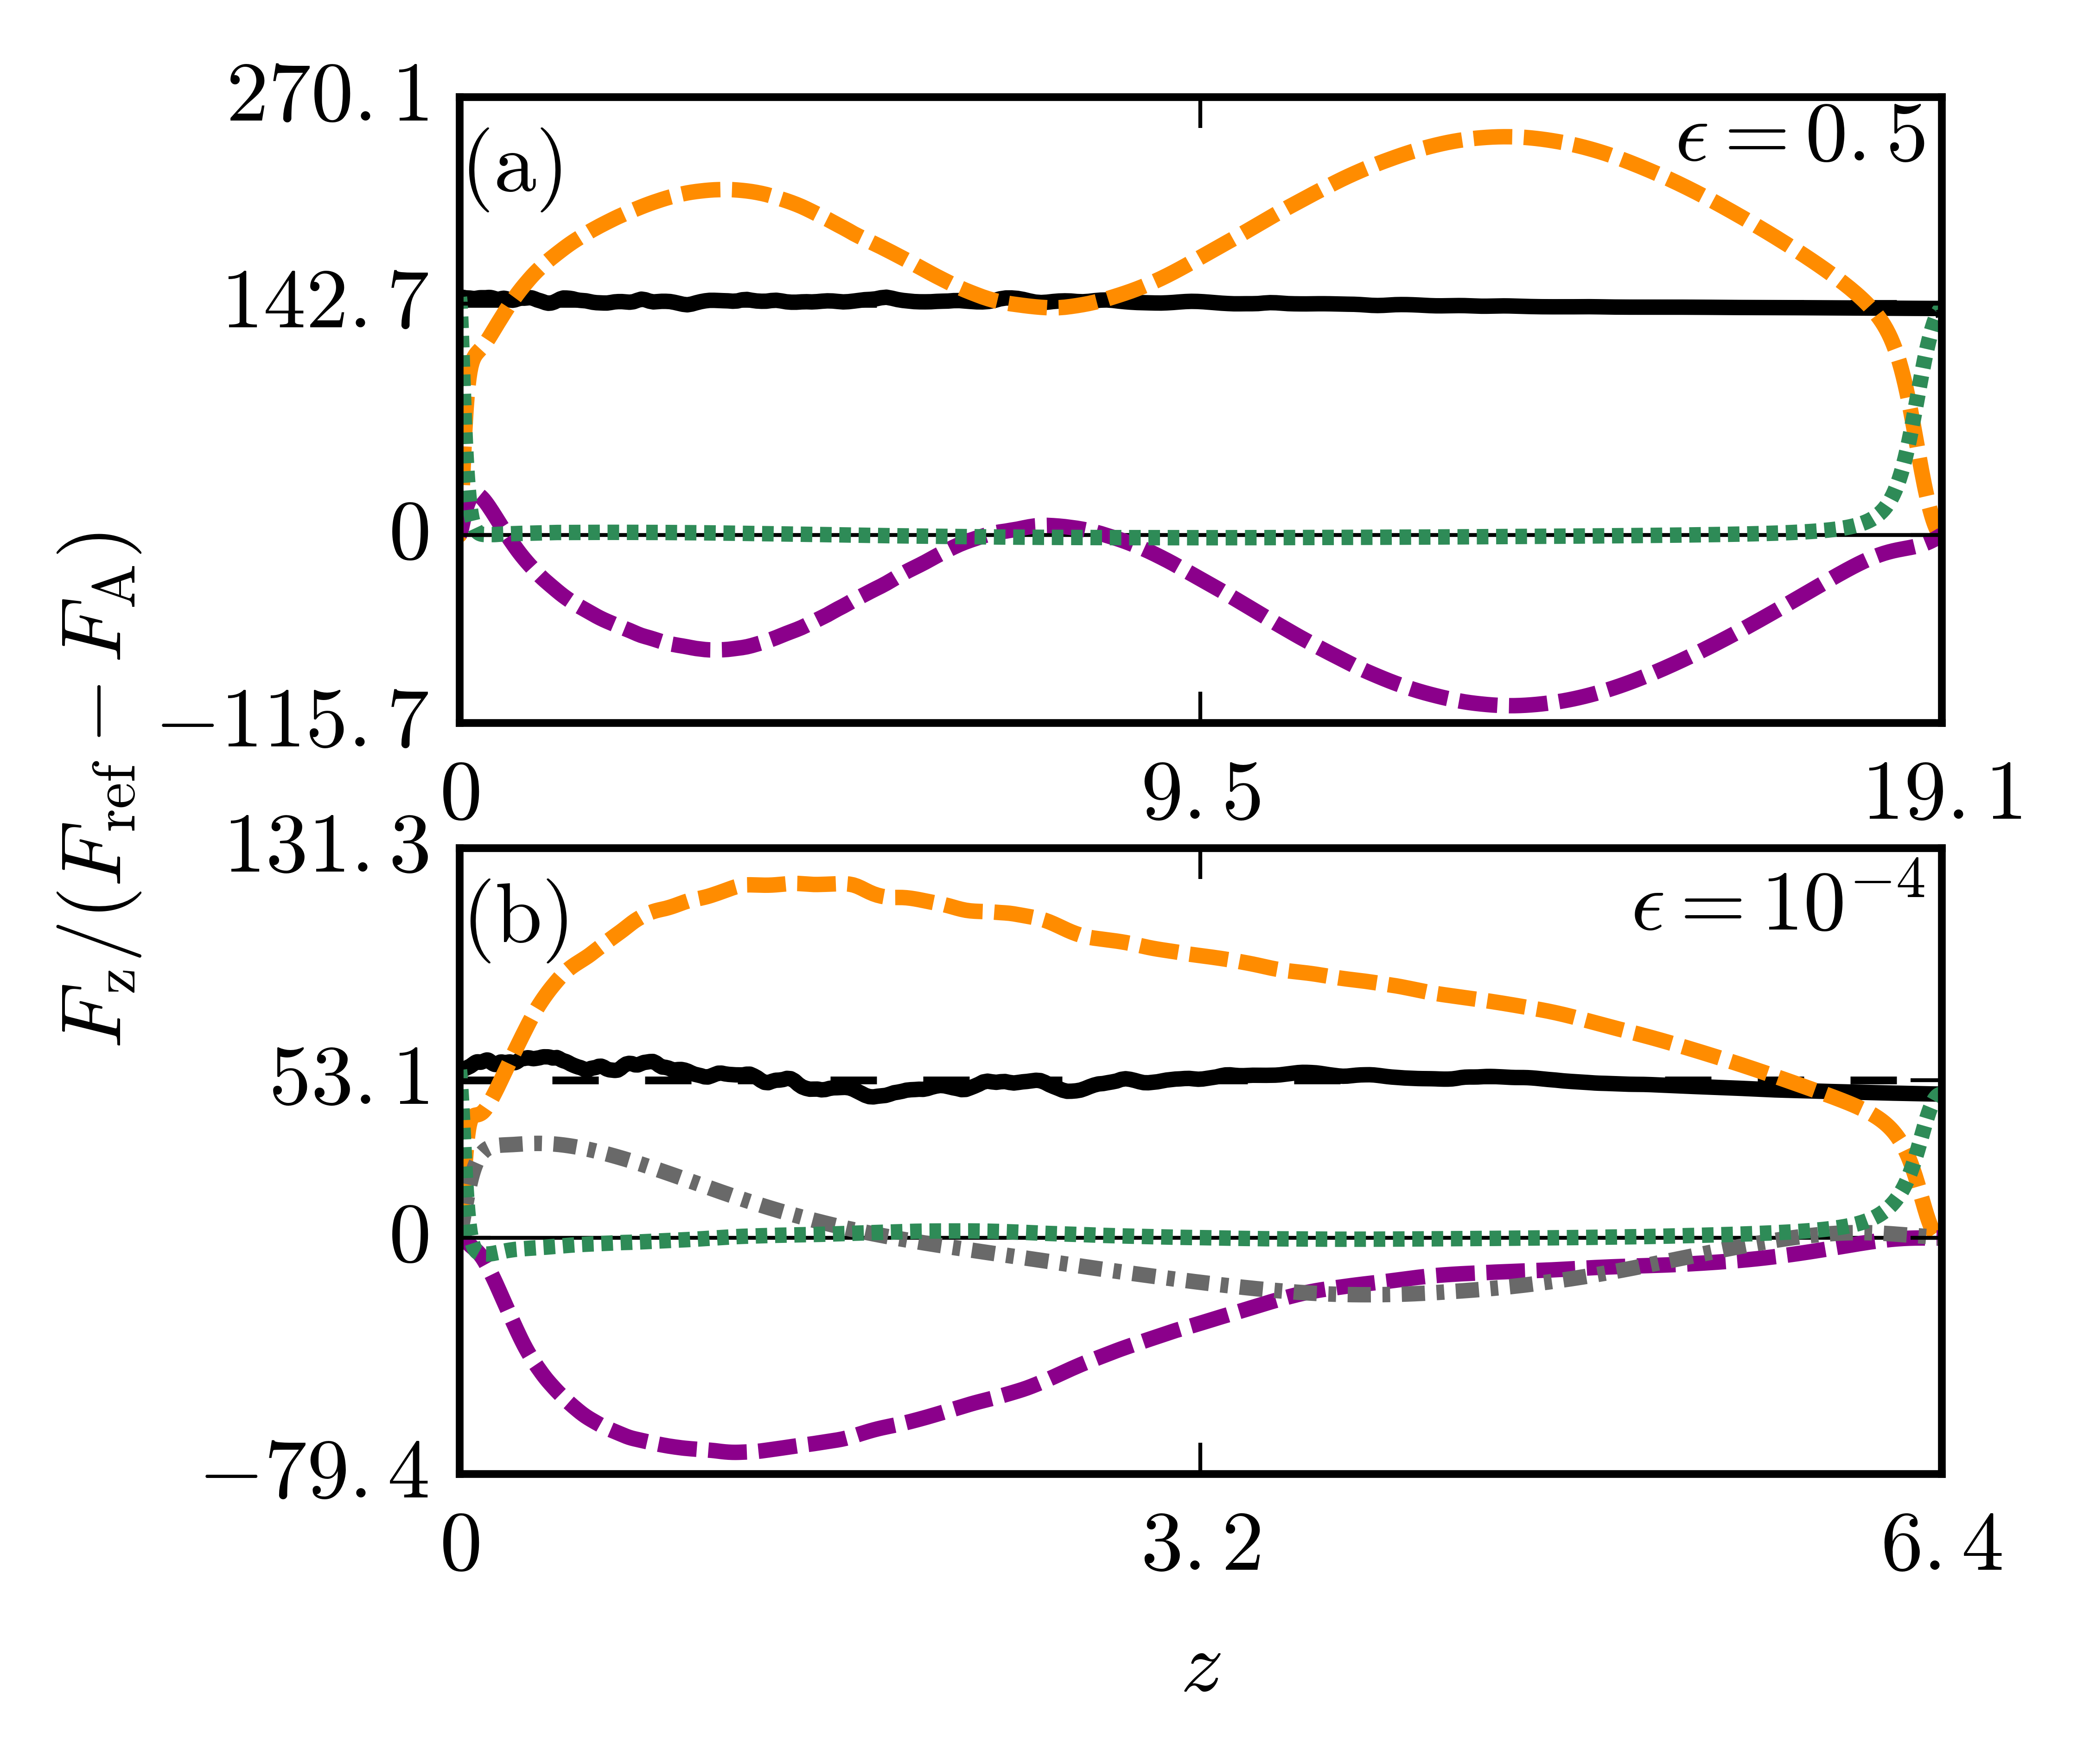 270.1
(a)
ϵ = 0.5
142.7
0
−115.7
0
9.5
19.1
F_z/(F_ref − F_A)
131.3
(b)
ϵ = 10⁻⁴
53.1
0
−79.4
0
3.2
6.4
z